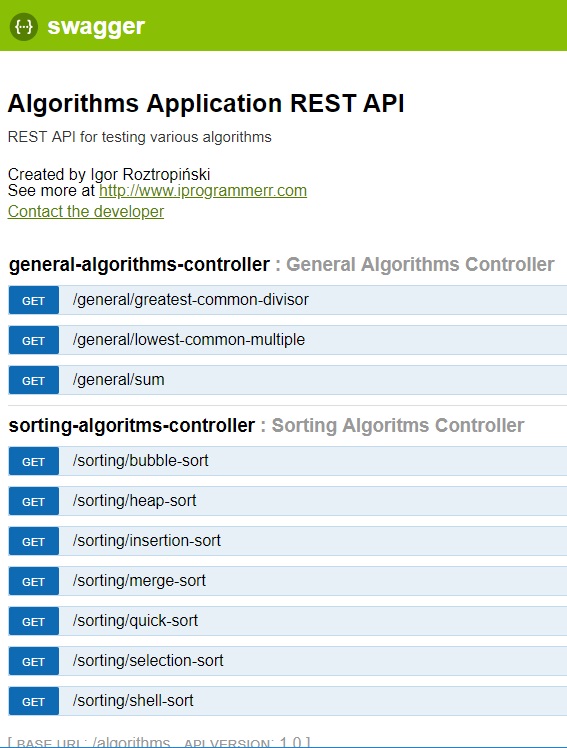 {···} swagger
Algorithms Application REST API
REST API for testing various algorithms
Created by Igor Roztropiński
See more at http://www.iprogrammerr.com
Contact the developer
general-algorithms-controller : General Algorithms Controller
GET /general/greatest-common-divisor
GET /general/lowest-common-multiple
GET /general/sum
sorting-algoritms-controller : Sorting Algoritms Controller
GET /sorting/bubble-sort
GET /sorting/heap-sort
GET /sorting/insertion-sort
GET /sorting/merge-sort
GET /sorting/quick-sort
GET /sorting/selection-sort
GET /sorting/shell-sort
[ BASE URL: /algorithms , API VERSION: 1.0 ]